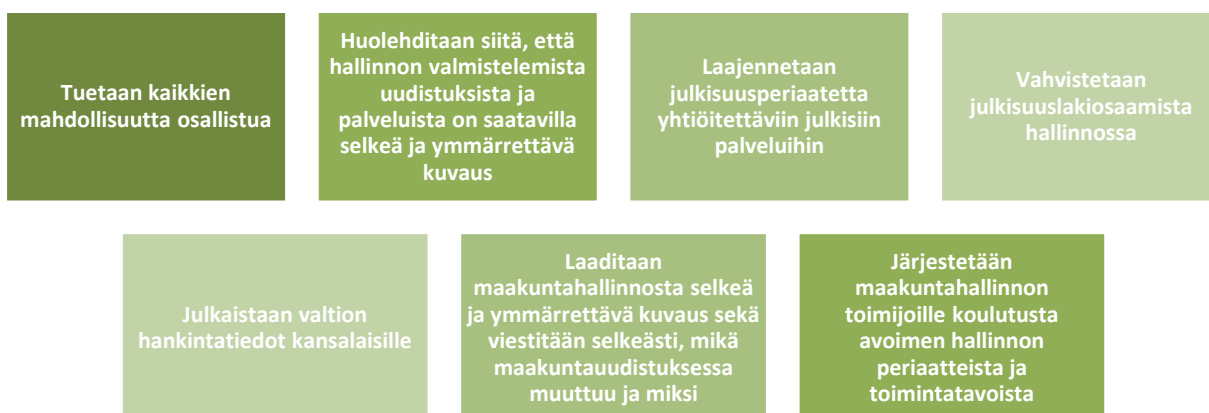 Tuetaan kaikkien
mahdollisuutta osallistua
Huolehditaan siitä, että
hallinnon valmistelemista
uudistuksista ja
palveluista on saatavilla
selkeä ja ymmärrettävä
kuvaus
Laajennetaan
julkisuusperiaatetta
yhtiöitettäviin julkisiin
palveluihin
Vahvistetaan
julkisuuslakiosaamista
hallinnossa
Julkaistaan valtion
hankintatiedot kansalaisille
Laaditaan
maakuntahallinnosta selkeä
ja ymmärrettävä kuvaus sekä
viestitään selkeästi, mikä
maakuntauudistuksessa
muuttuu ja miksi
Järjestetään
maakuntahallinnon
toimijoille koulutusta
avoimen hallinnon
periaatteista ja
toimintatavoista